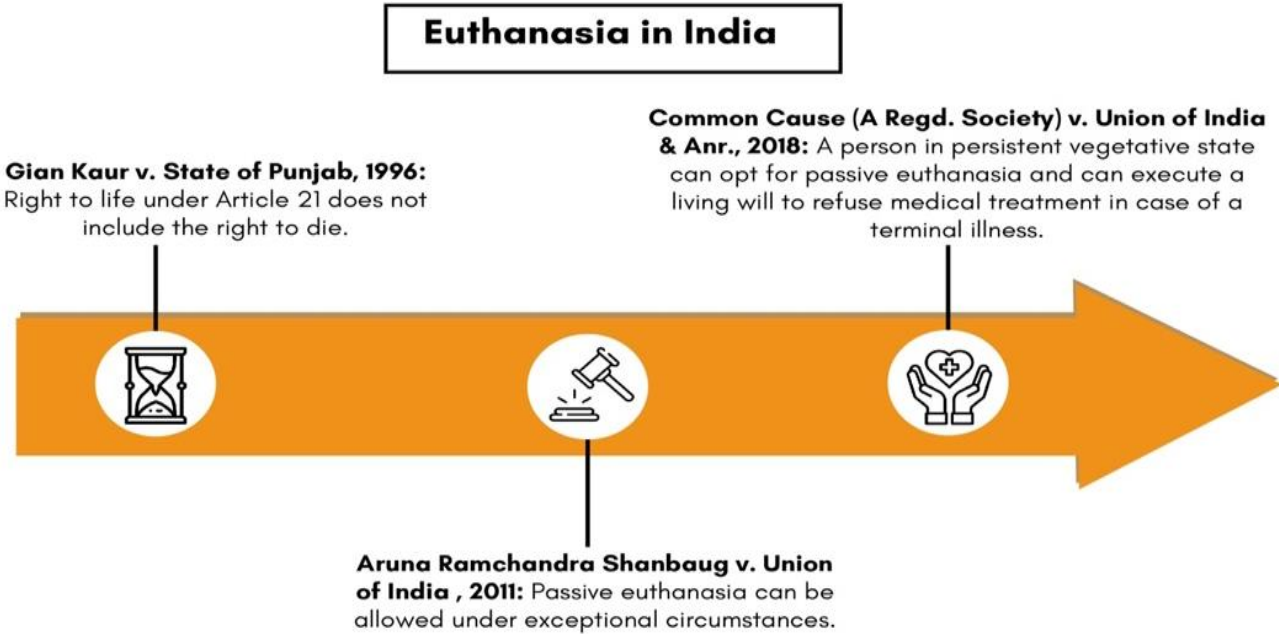 Euthanasia in India
Gian Kaur v. State of Punjab, 1996:
Right to life under Article 21 does not
include the right to die.
Common Cause (A Regd. Society) v. Union of India
& Anr., 2018: A person in persistent vegetative state
can opt for passive euthanasia and can execute a
living will to refuse medical treatment in case of a
terminal illness.
Aruna Ramchandra Shanbaug v. Union
of India , 2011: Passive euthanasia can be
allowed under exceptional circumstances.